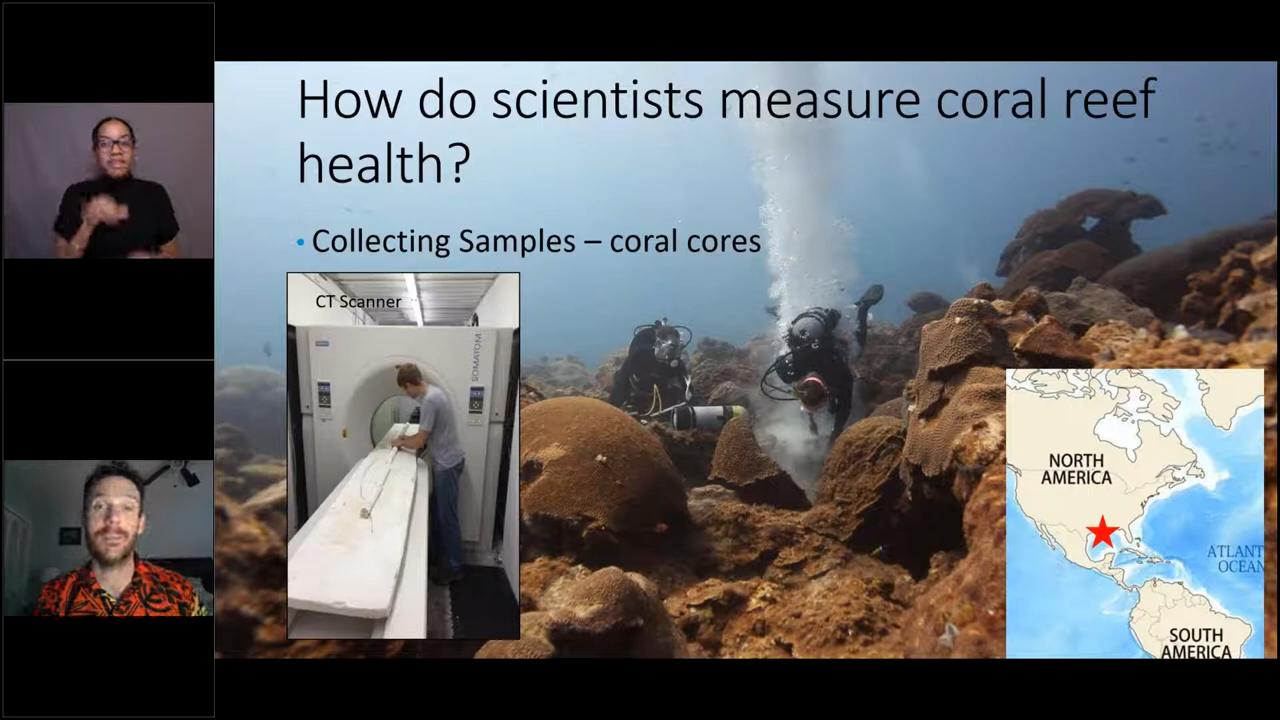 How do scientists measure coral reef
health?
• Collecting Samples – coral cores
CT Scanner
SOMATOM
NORTH
AMERICA
ATLANT
OCEAN
SOUTH
AMERICA